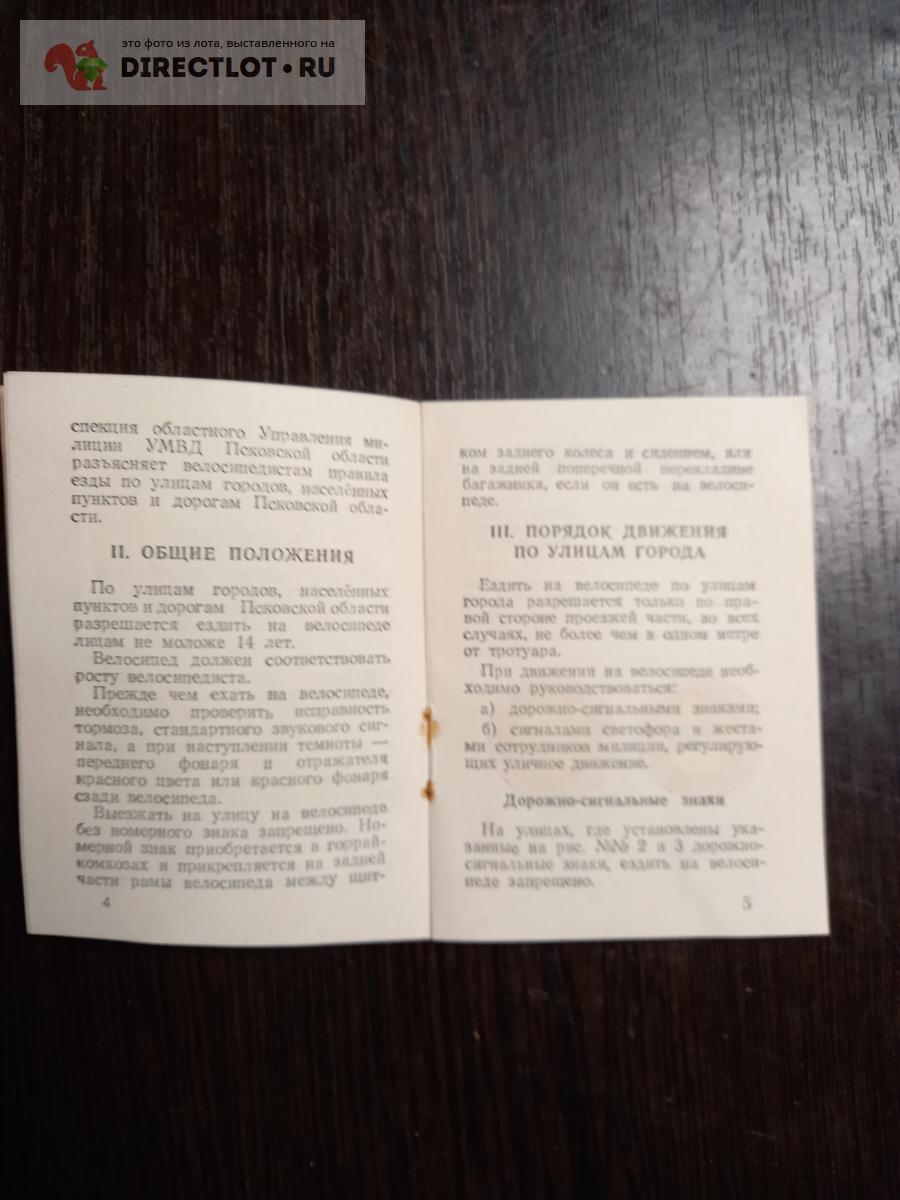 это фото из лота, выставленного на
DIRECTLOT•RU
спекция областного Управления ми-
лиции УМВД Псковской области
разъясняет велосипедистам правила
езды по улицам городов, населённых
пунктов и дорогам Псковской обла-
сти.
II. ОБЩИЕ ПОЛОЖЕНИЯ
По улицам городов, населённых
пунктов и дорогам Псковской области
разрешается ездить на велосипеде
лицам не моложе 14 лет.
Велосипед должен соответствовать
росту велосипедиста.
Прежде чем ехать на велосипеде,
необходимо проверить исправность
тормоза, стандартного звукового сиг-
нала, а при наступлении темноты —
переднего фонаря и отражателя
красного цвета или красного фонаря
сзади велосипеда.
Выезжать на улицу на велосипеде
без номерного знака запрещено. Но-
мерной знак приобретается в горрай-
комхозах и прикрепляется на задней
части рамы велосипеда между щит-
4
ком заднего колеса и сидением, или
на задней поперечной перекладине
багажника, если он есть на велоси-
педе.
III. ПОРЯДОК ДВИЖЕНИЯ
ПО УЛИЦАМ ГОРОДА
Ездить на велосипеде по улицам
города разрешается только по пра-
вой стороне проезжей части, во всех
случаях, не более чем в одном метре
от тротуара.
При движении на велосипеде необ-
ходимо руководствоваться:
а) дорожно-сигнальными знаками;
б) сигналами светофора и жеста-
ми сотрудников милиции, регулирую-
щих уличное движение.
Дорожно-сигнальные знаки
На улицах, где установлены ука-
занные на рис. №№ 2 и 3 дорожно-
сигнальные знаки, ездить на велоси-
педе запрещено.
5